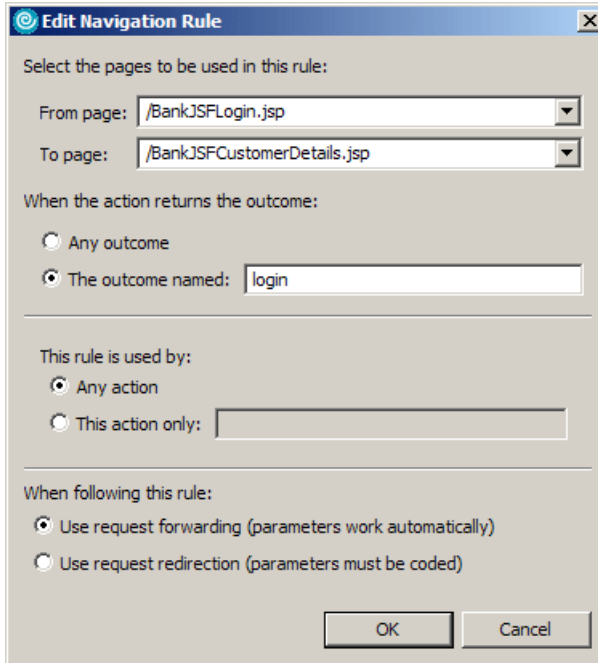 Edit Navigation Rule
Select the pages to be used in this rule:
From page: /BankJSFLogin.jsp
To page: /BankJSFCustomerDetails.jsp
When the action returns the outcome:
Any outcome
The outcome named: login
This rule is used by:
Any action
This action only:
When following this rule:
Use request forwarding (parameters work automatically)
Use request redirection (parameters must be coded)
OK Cancel